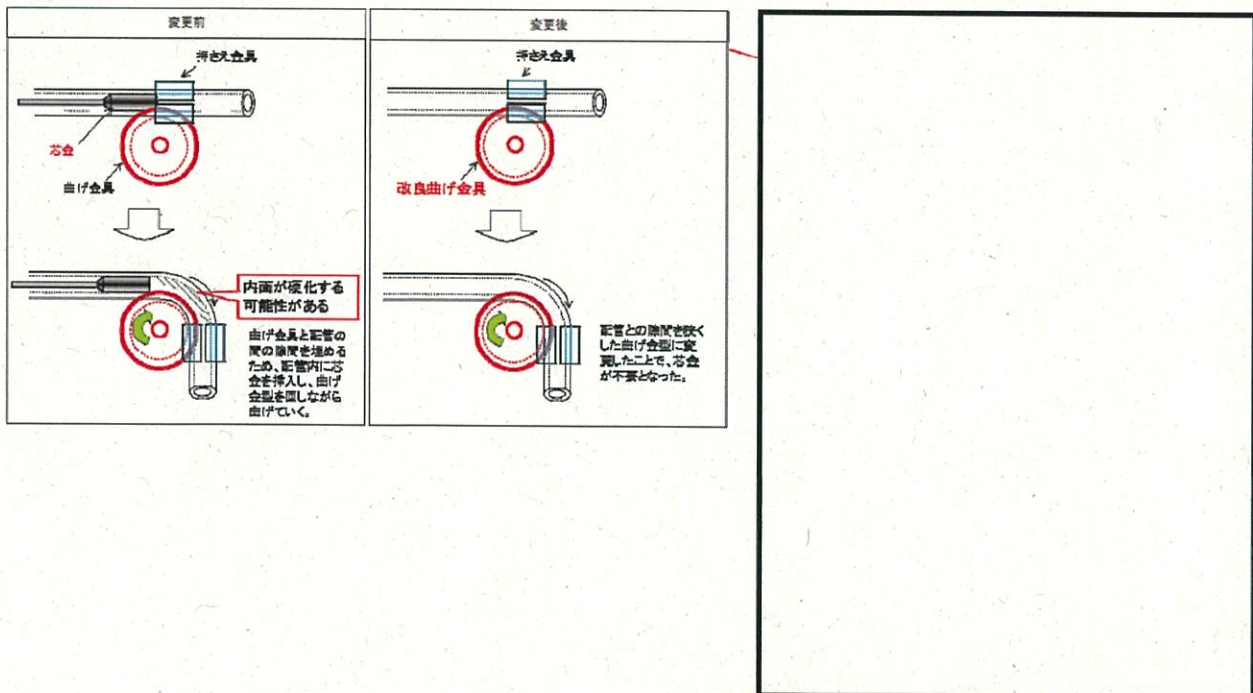 変更前
押さえ金具
芯金
曲げ金具
内面が硬化する
可能性がある
曲げ金具と配管の
間の隙間を埋める
ため、配管内に芯
金を挿入し、曲げ
金型を回しながら
曲げていく。
変更後
押さえ金具
改良曲げ金具
配管との隙間を狭く
した曲げ金型に変
更したことで、芯金
が不要となった。